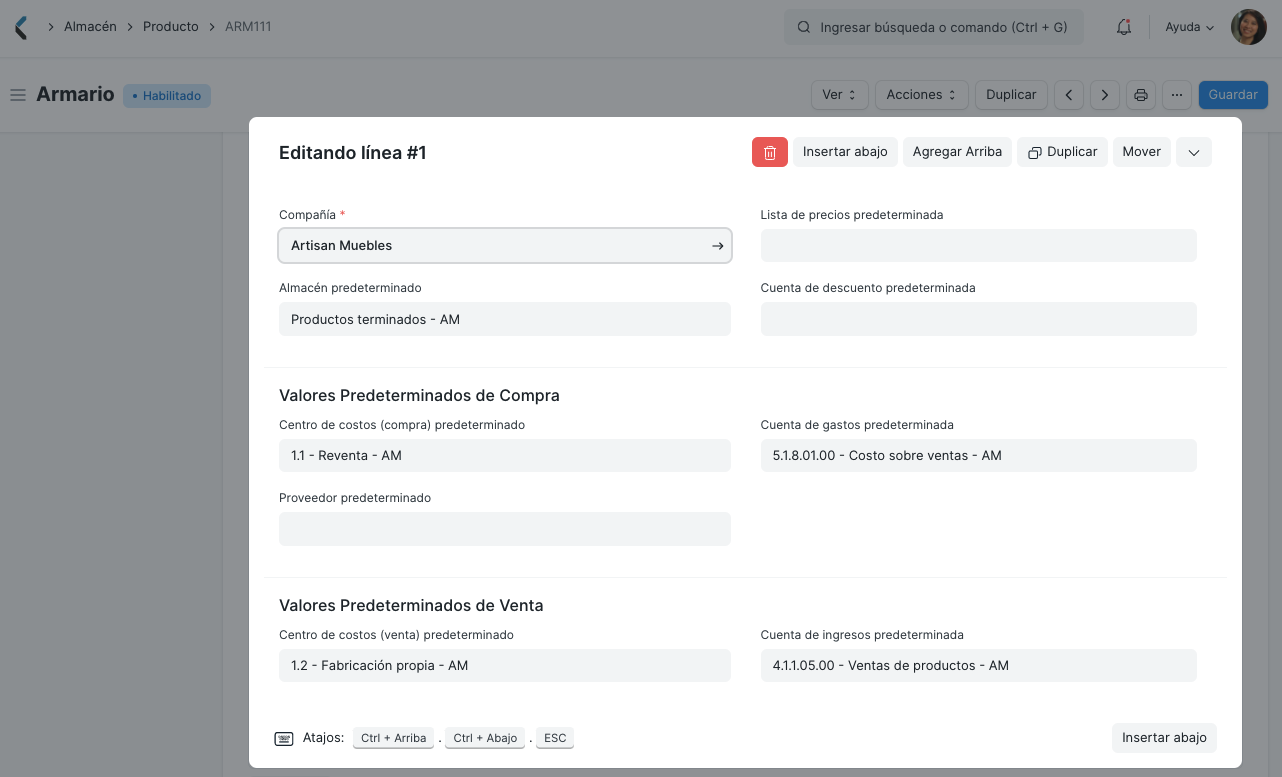 Almacén Producto ARM111
Ingresar búsqueda o comando (Ctrl + G)
Ayuda
Armario
Habilitado
Ver Acciones Duplicar ... Guardar
Editando línea #1
Insertar abajo Agregar Arriba Duplicar Mover
Compañía *
Artisan Muebles
Lista de precios predeterminada
Almacén predeterminado
Productos terminados - AM
Cuenta de descuento predeterminada
Valores Predeterminados de Compra
Centro de costos (compra) predeterminado
1.1 - Reventa - AM
Cuenta de gastos predeterminada
5.1.8.01.00 - Costo sobre ventas - AM
Proveedor predeterminado
Valores Predeterminados de Venta
Centro de costos (venta) predeterminado
1.2 - Fabricación propia - AM
Cuenta de ingresos predeterminada
4.1.1.05.00 - Ventas de productos - AM
Atajos: Ctrl + Arriba . Ctrl + Abajo . ESC
Insertar abajo